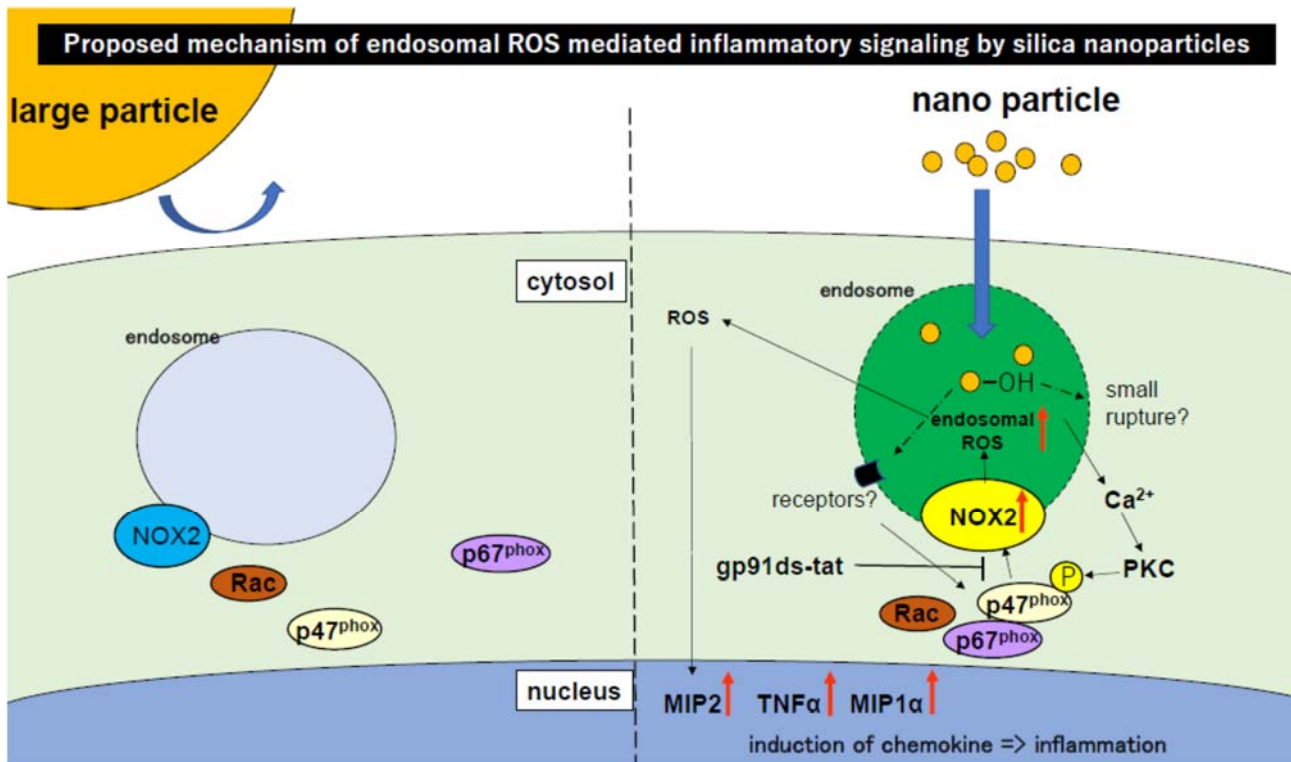 Proposed mechanism of endosomal ROS mediated inflammatory signaling by silica nanoparticles
large particle
nano particle
cytosol
endosome
NOX2
Rac
p67phox
p47phox
nucleus
endosome
ROS
–OH
small
rupture?
endosomal
ROS
receptors?
Ca²⁺
NOX2
gp91ds-tat
P
PKC
p47phox
Rac
p67phox
MIP2
TNFα
MIP1α
induction of chemokine => inflammation